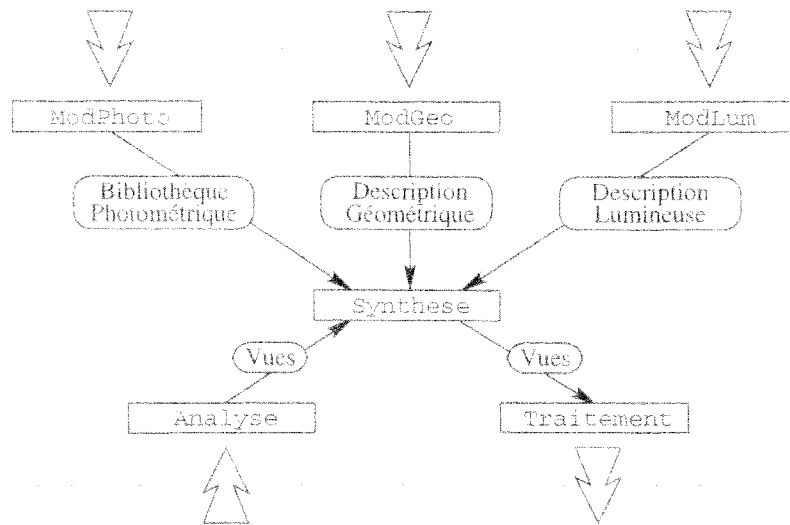 ModPhoto
ModGeo
ModLum
Bibliothèque
Photométrique
Description
Géométrique
Description
Lumineuse
Synthese
Vues
Vues
Analyse
Traitement